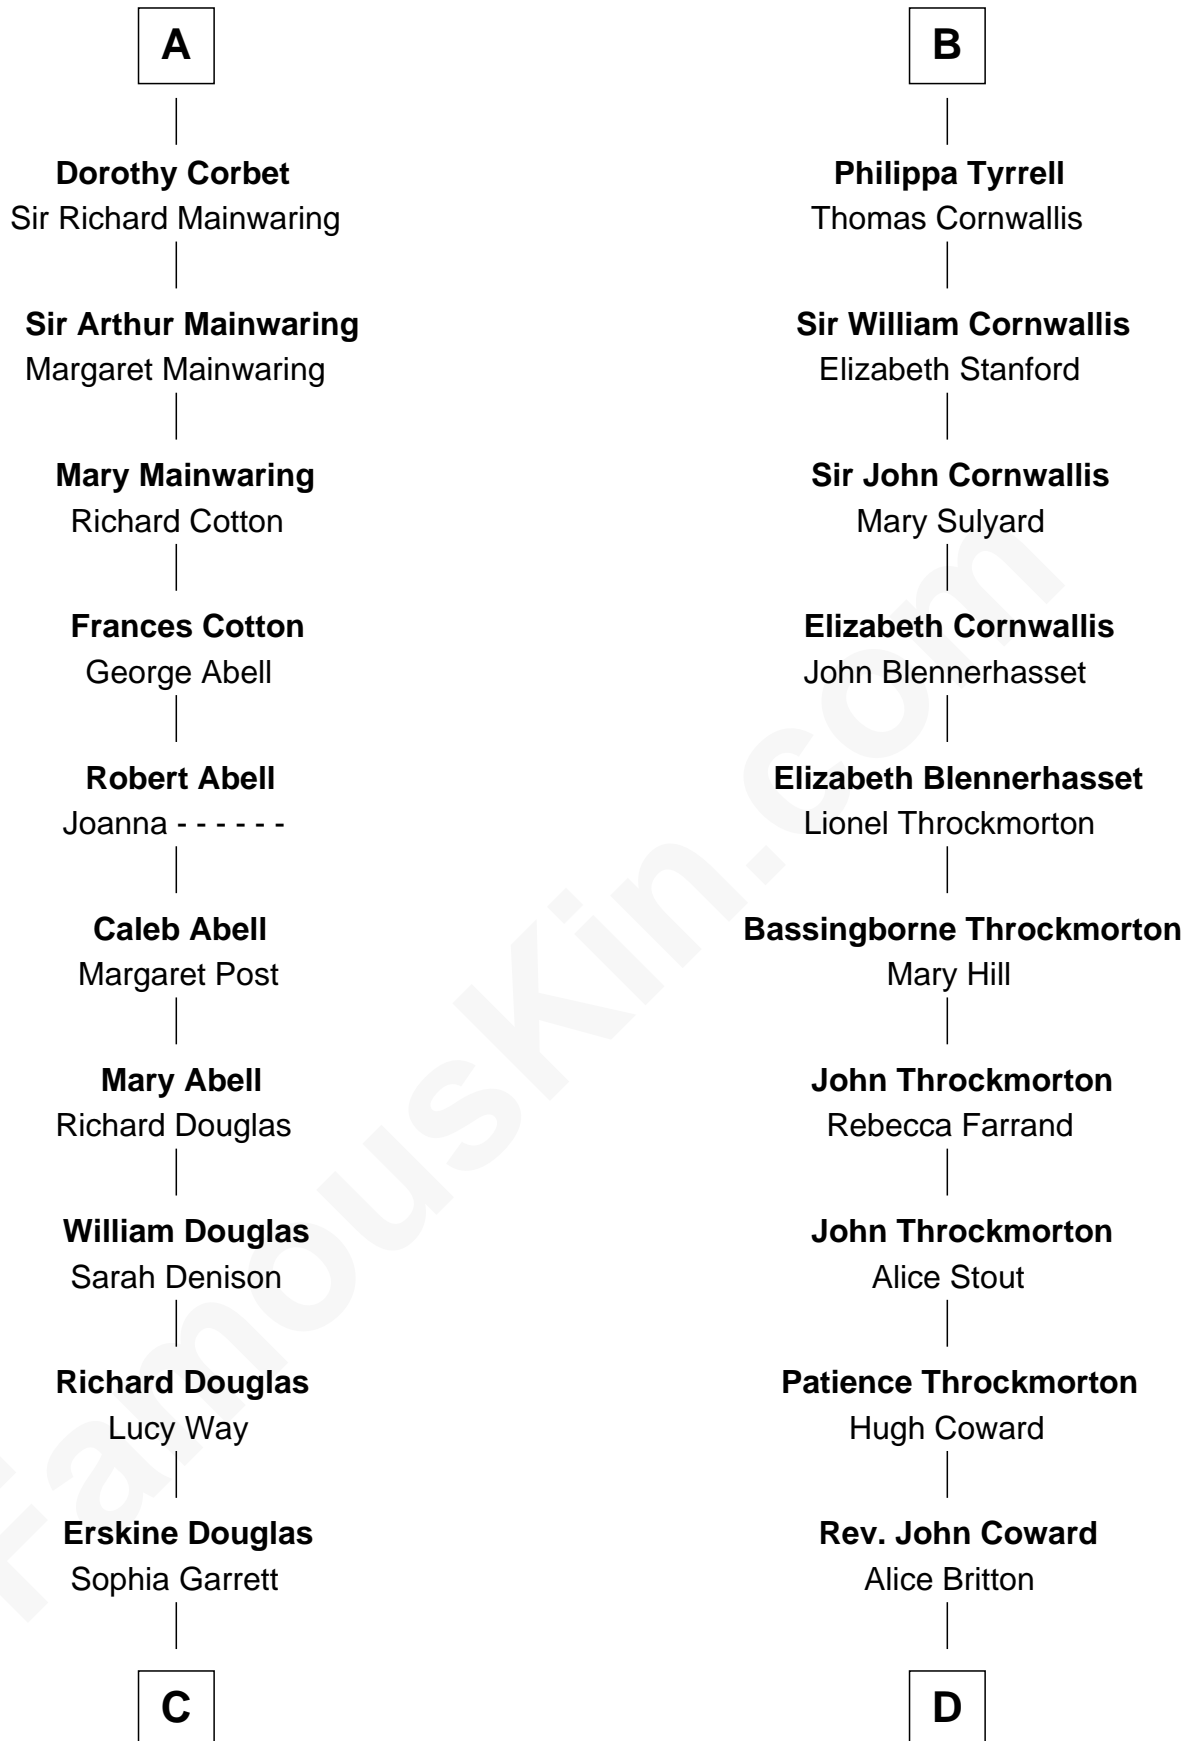 A
Dorothy Corbet
Sir Richard Mainwaring
Sir Arthur Mainwaring
Margaret Mainwaring
Mary Mainwaring
Richard Cotton
Frances Cotton
George Abell
Robert Abell
Joanna - - - - - -
Caleb Abell
Margaret Post
Mary Abell
Richard Douglas
William Douglas
Sarah Denison
Richard Douglas
Lucy Way
Erskine Douglas
Sophia Garrett
C
B
Philippa Tyrrell
Thomas Cornwallis
Sir William Cornwallis
Elizabeth Stanford
Sir John Cornwallis
Mary Sulyard
Elizabeth Cornwallis
John Blennerhasset
Elizabeth Blennerhasset
Lionel Throckmorton
Bassingborne Throckmorton
Mary Hill
John Throckmorton
Rebecca Farrand
John Throckmorton
Alice Stout
Patience Throckmorton
Hugh Coward
Rev. John Coward
Alice Britton
D
FamousKin.com